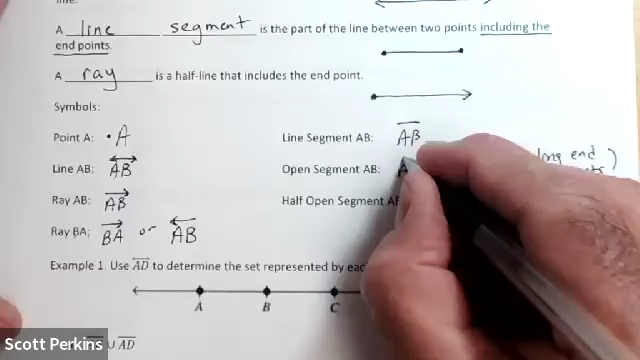 A line segment is the part of the line between two points including the
end points.
A ray is a half-line that includes the end point.
Symbols:
Point A: • A
Line Segment AB: AB
Line AB: AB
Open Segment AB: A
end )
Ray AB: AB
Half Open Segment AB
Ray BA: BA or AB
Example 1. Use AD to determine the set represented by eac
A B C
∪ AD
Scott Perkins